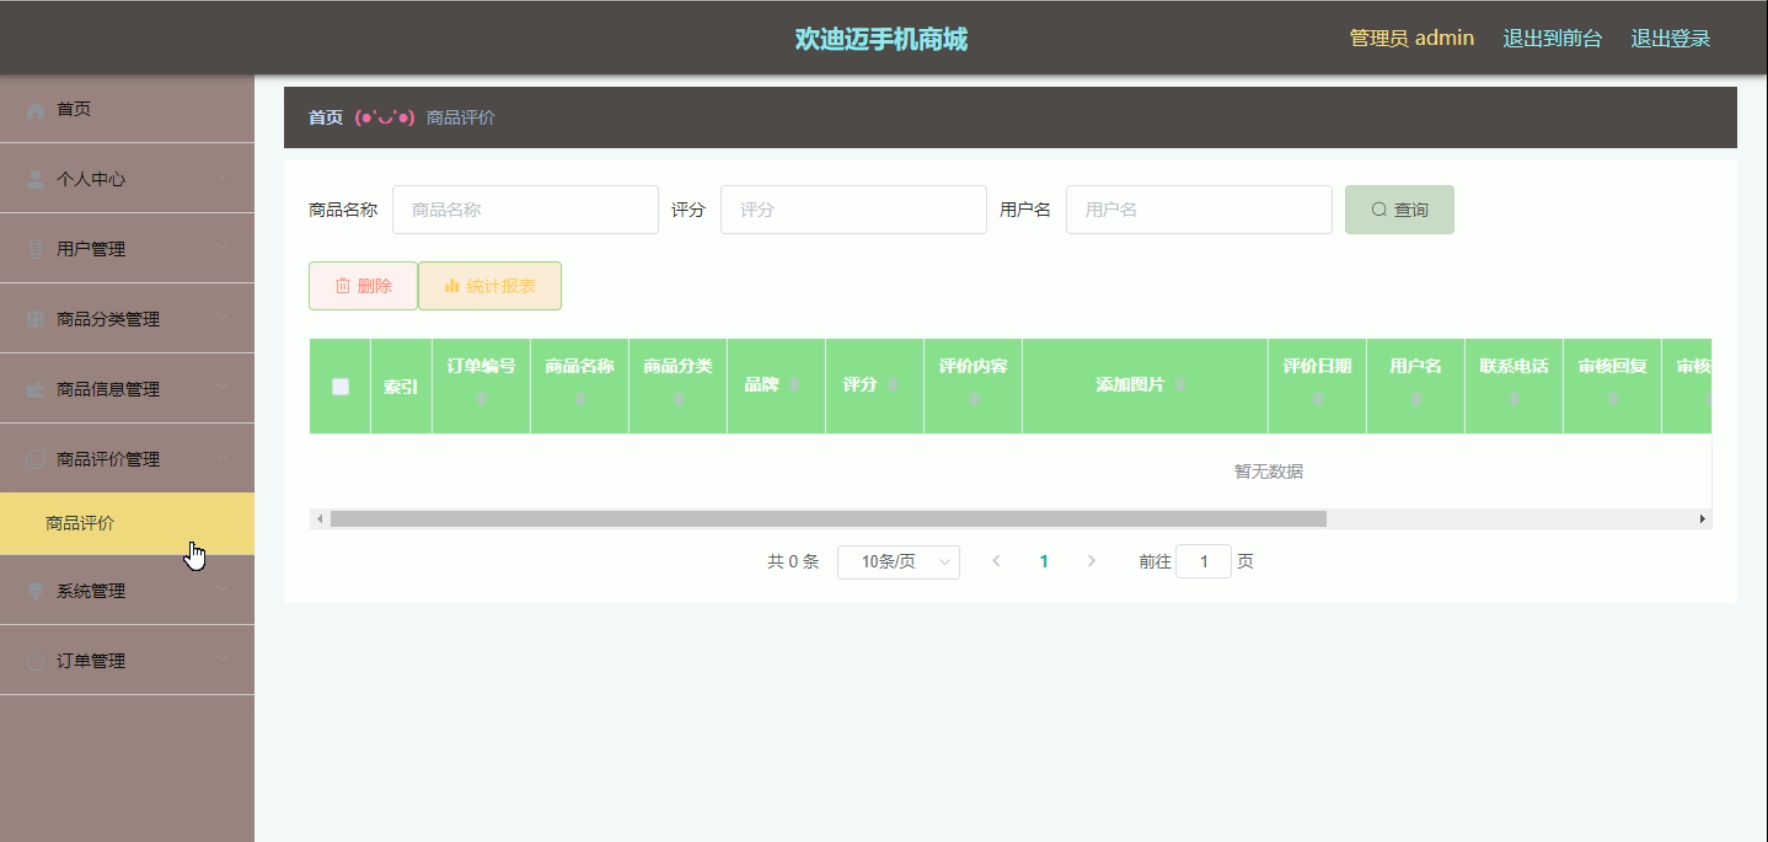 欢迪迈手机商城
管理员 admin 退出到前台 退出登录
首页
个人中心
用户管理
商品分类管理
商品信息管理
商品评价管理
商品评价
系统管理
订单管理
首页 (●'◡'●) 商品评价
商品名称 商品名称 评分 评分 用户名 用户名 查询
删除 统计报表
索引 订单编号 商品名称 商品分类 品牌 评分 评价内容 添加图片 评价日期 用户名 联系电话 审核回复 审核
暂无数据
共 0 条 10条/页 1 前往 1 页